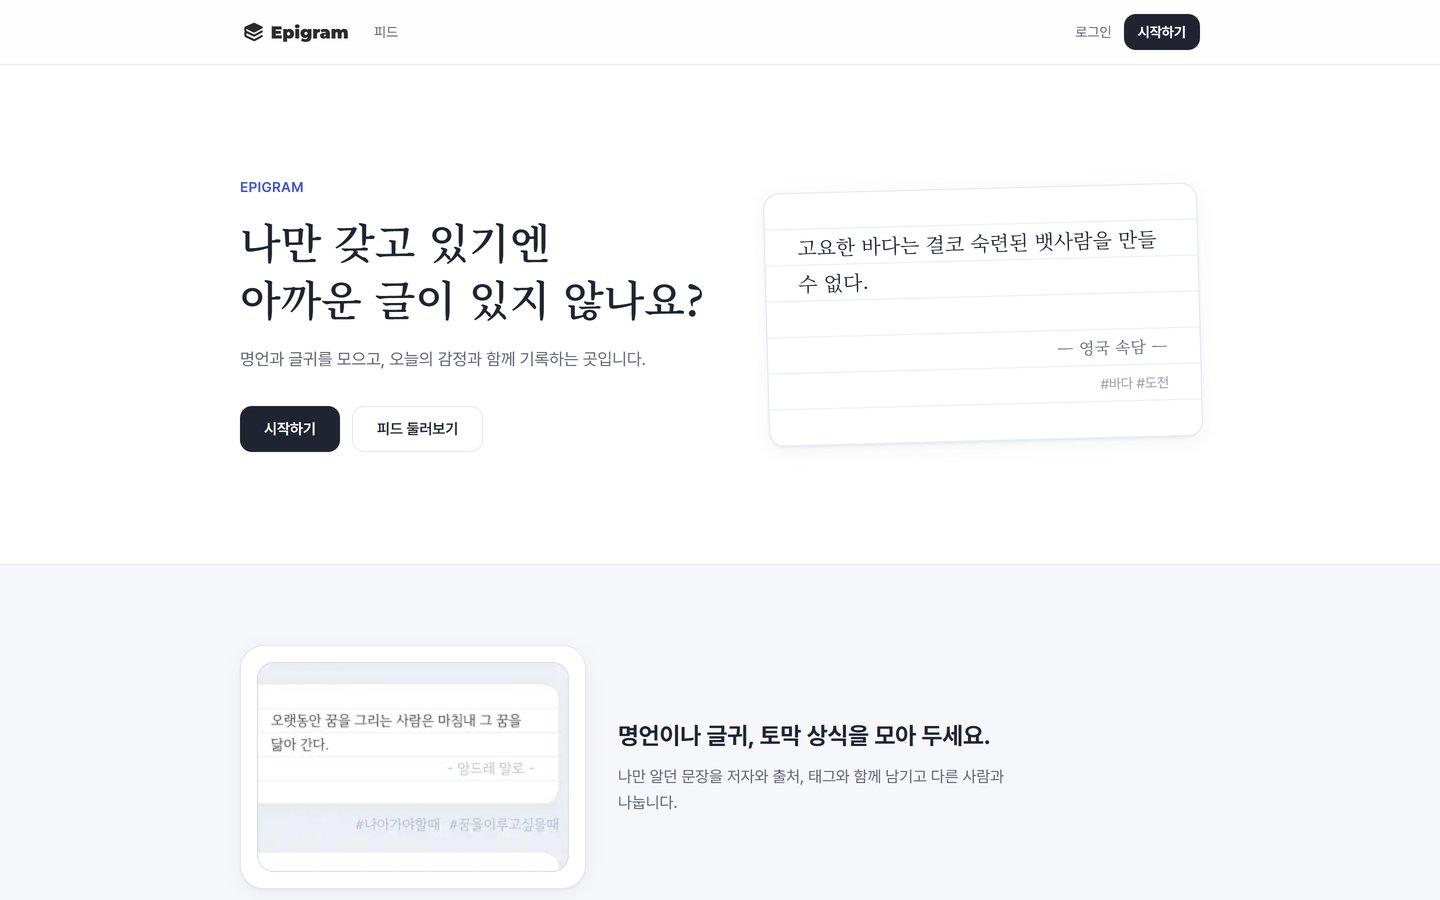 Epigram
피드
로그인
시작하기
EPIGRAM
나만 갖고 있기엔
아까운 글이 있지 않나요?
명언과 글귀를 모으고, 오늘의 감정과 함께 기록하는 곳입니다.
시작하기
피드 둘러보기
고요한 바다는 결코 숙련된 뱃사람을 만들
수 없다.
— 영국 속담 —
#바다 #도전
오랫동안 꿈을 그리는 사람은 마침내 그 꿈을
닮아 간다.
- 앙드레 말로 -
#나아가야할때 #꿈을이루고싶을때
명언이나 글귀, 토막 상식을 모아 두세요.
나만 알던 문장을 저자와 출처, 태그와 함께 남기고 다른 사람과
나눕니다.